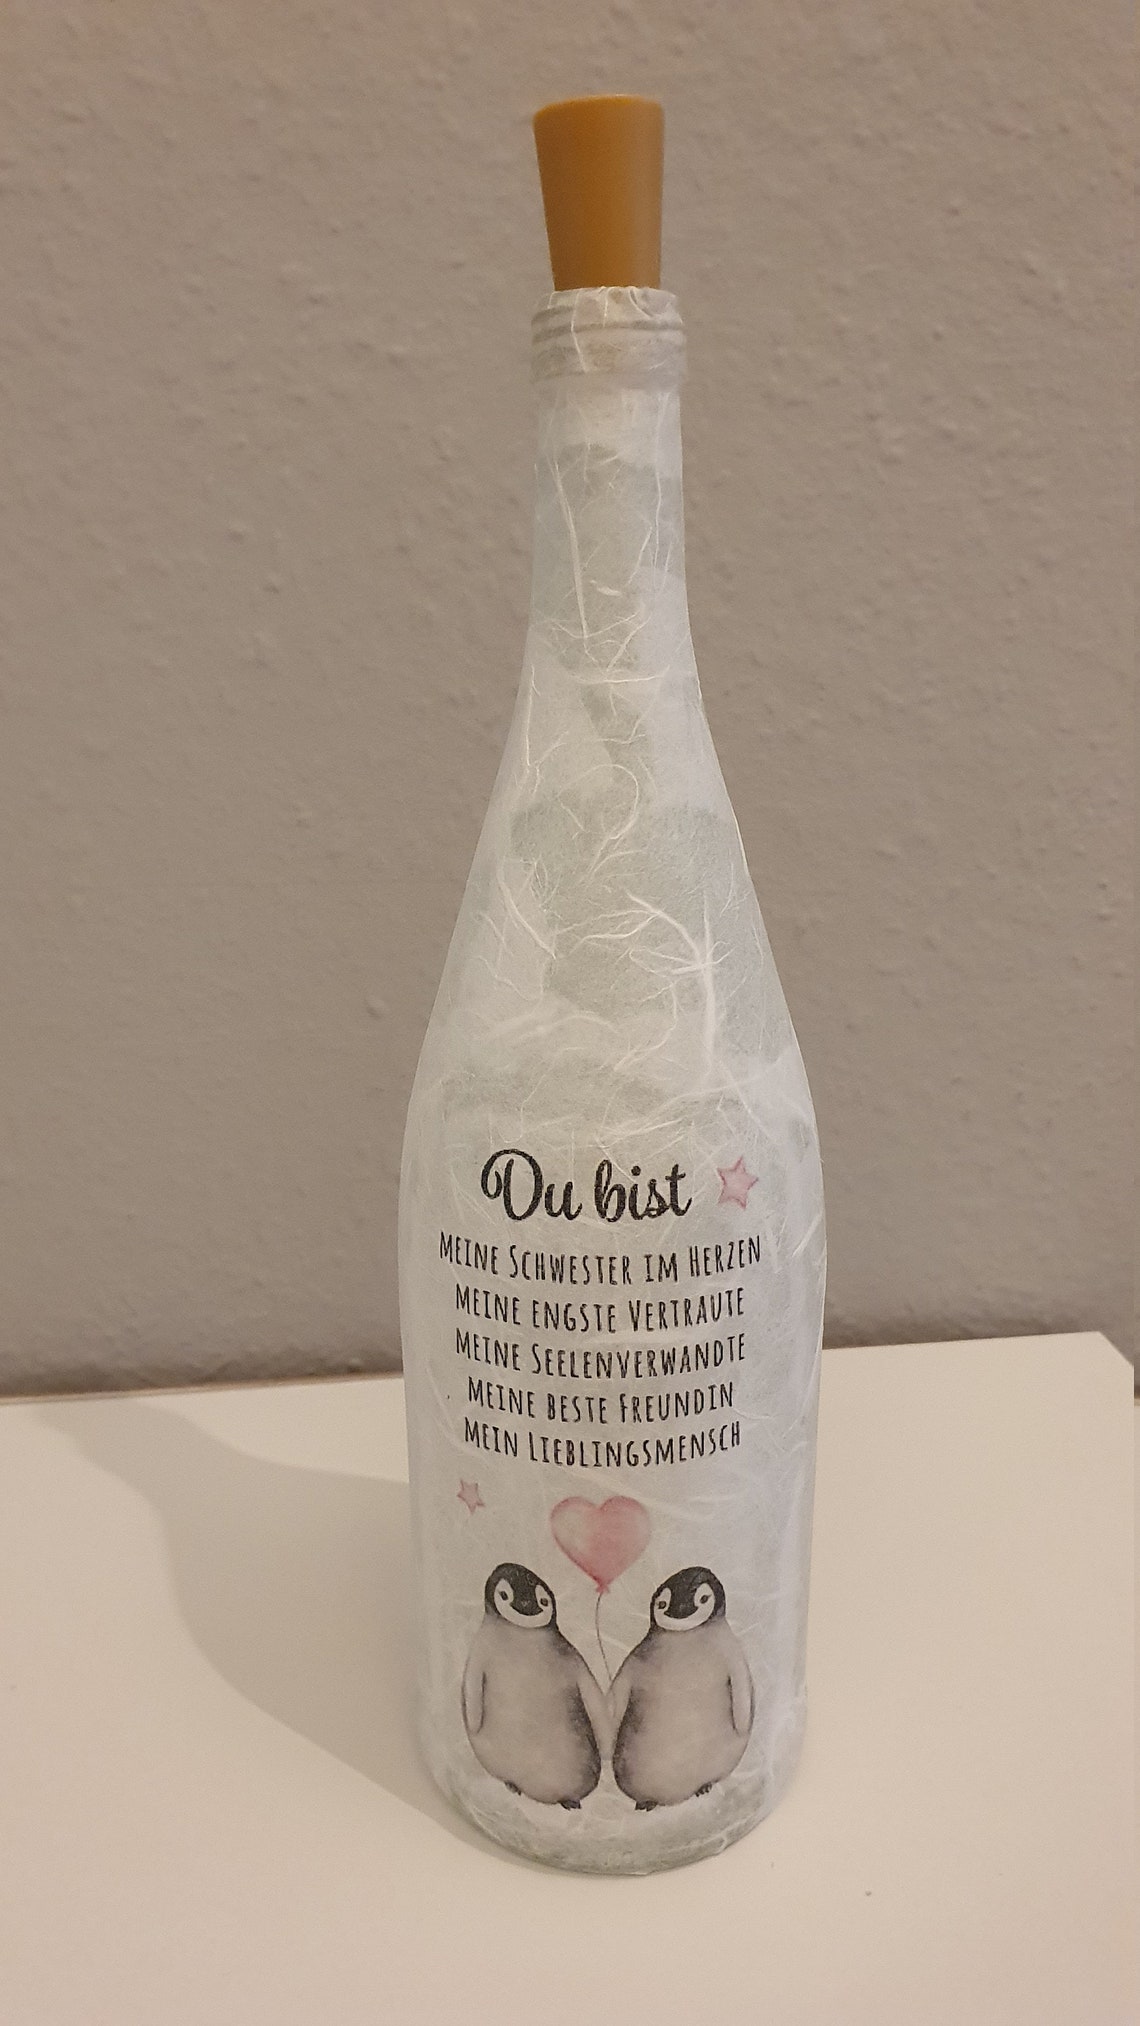 Du bist
MEINE SCHWESTER IM HERZEN
MEINE ENGSTE VERTRAUTE
MEINE SEELENVERWANDTE
MEINE BESTE FREUNDIN
MEIN LIEBLINGSMENSCH